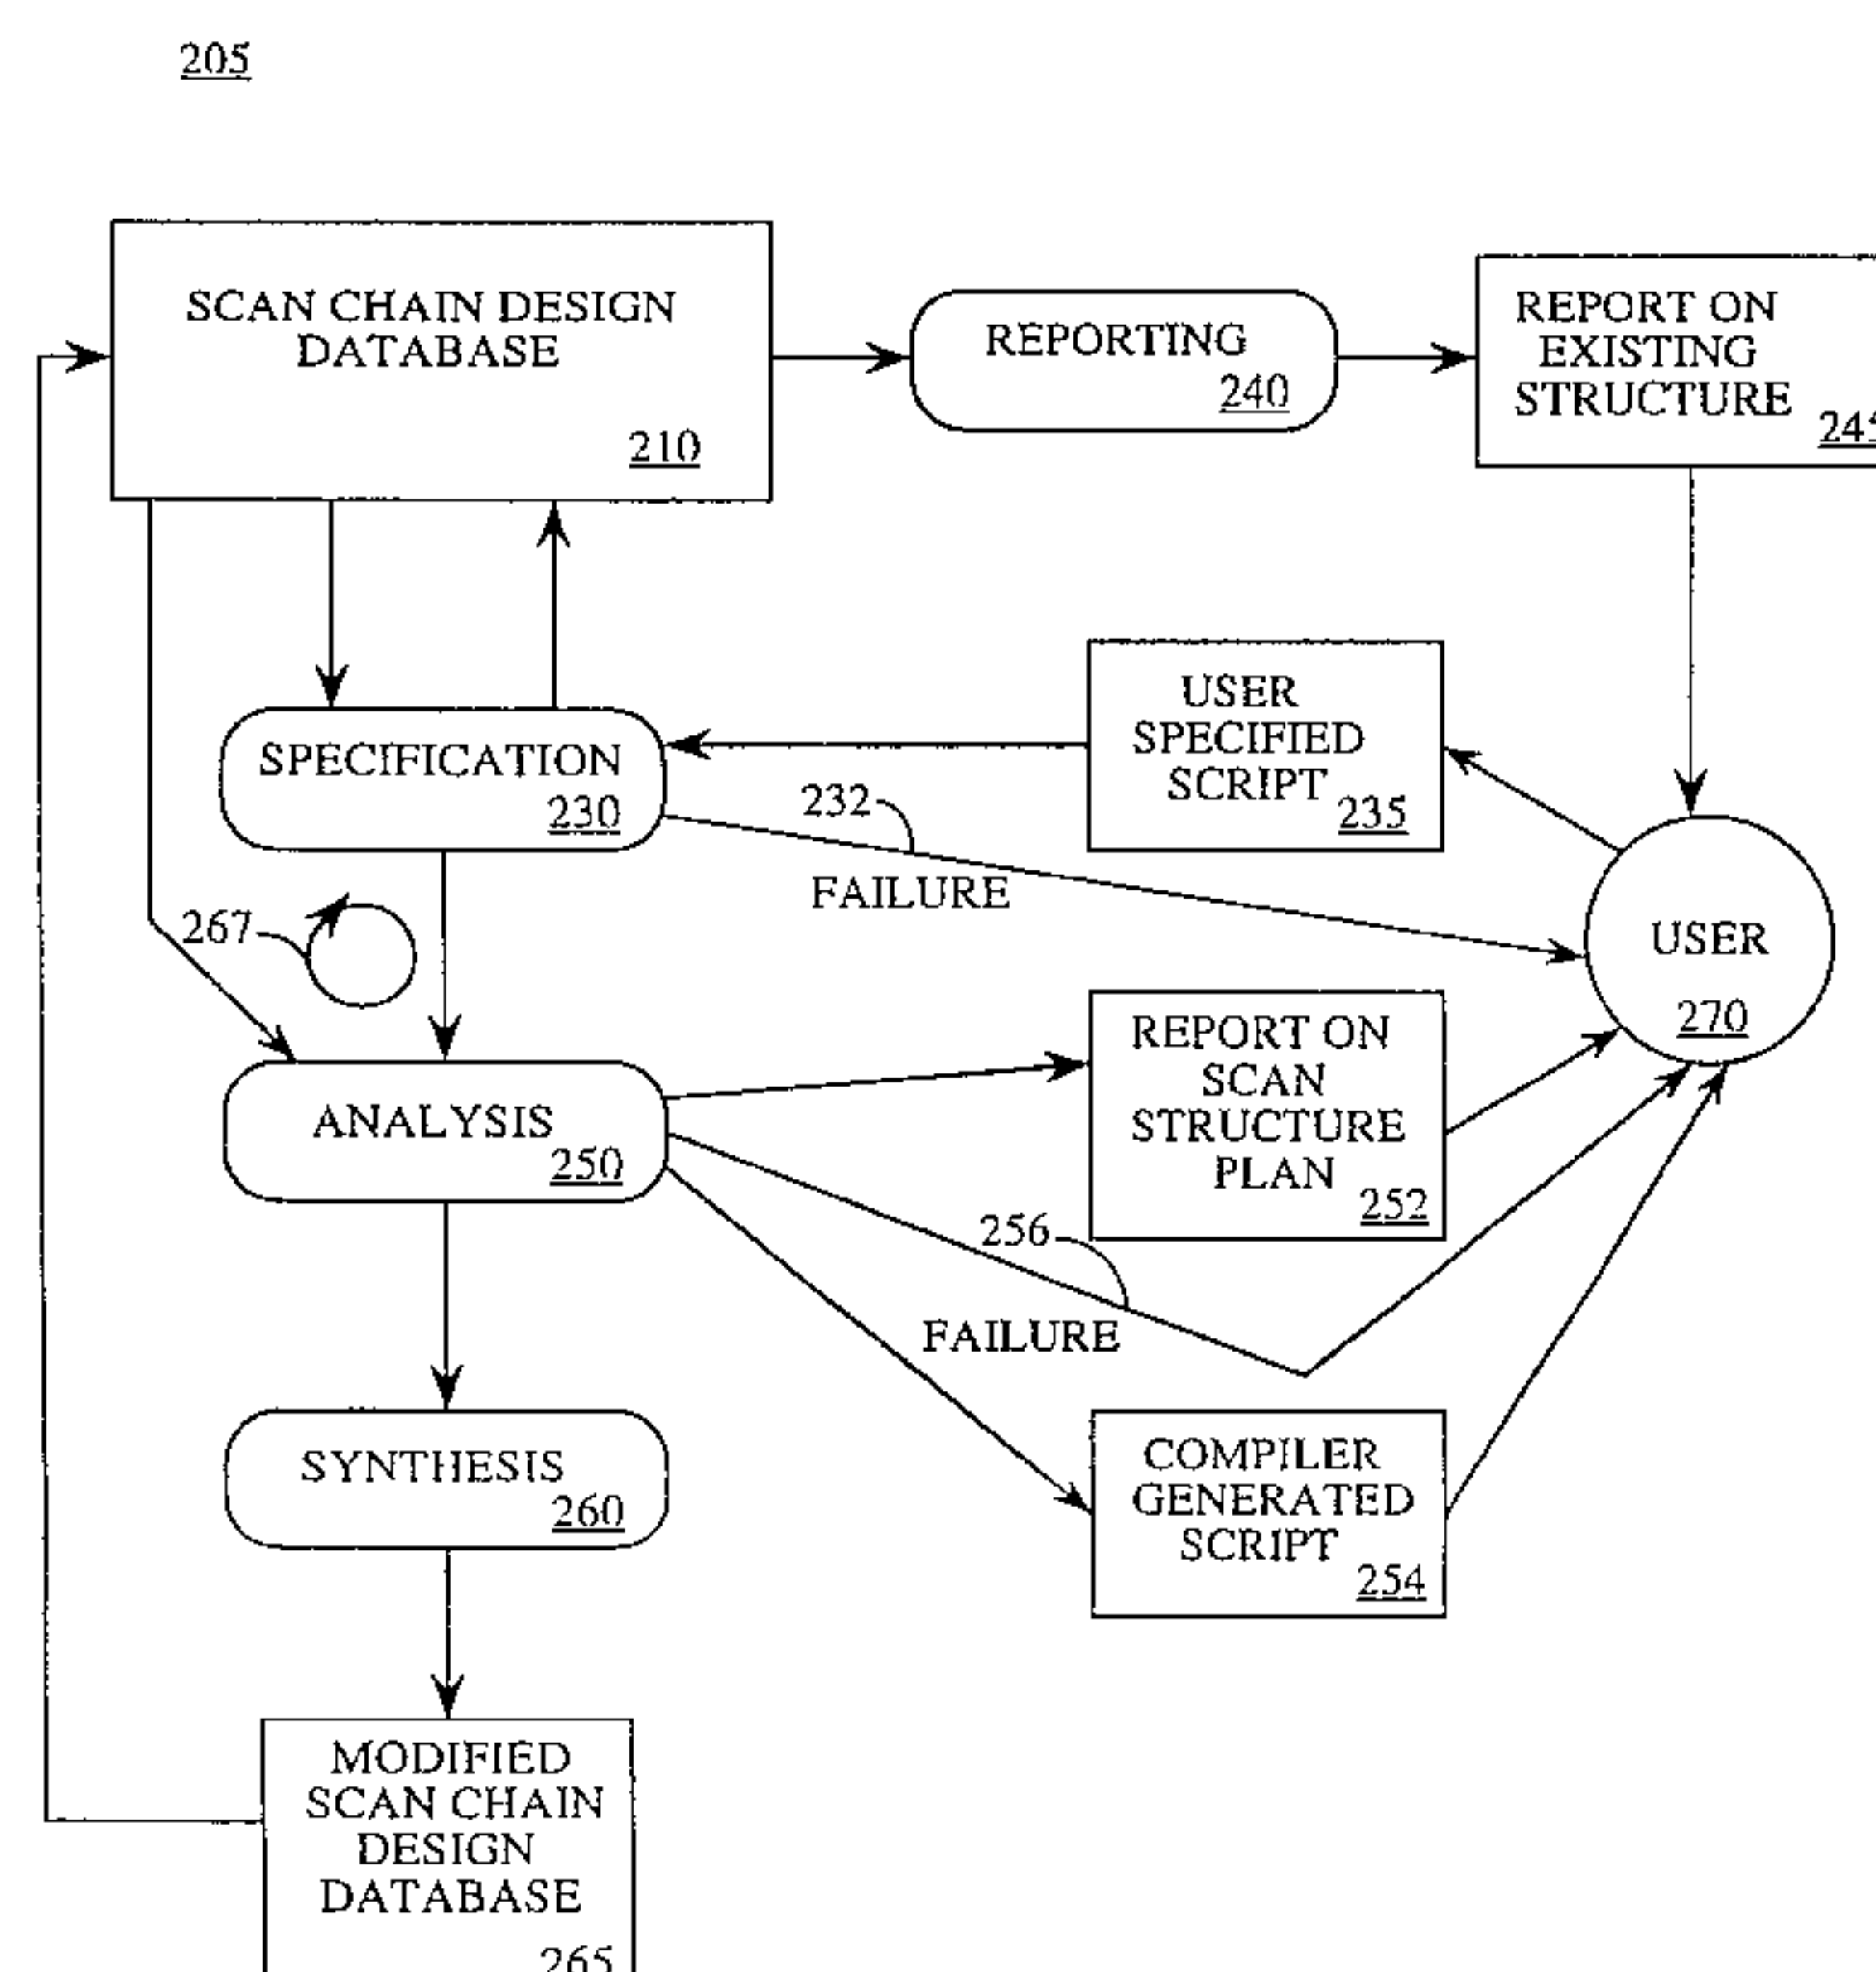 205
SCAN CHAIN DESIGN
DATABASE
210
REPORTING
240
REPORT ON
EXISTING
STRUCTURE
245
SPECIFICATION
230
USER
SPECIFIED
SCRIPT
235
232
FAILURE
267
USER
270
ANALYSIS
250
REPORT ON
SCAN
STRUCTURE
PLAN
252
256
FAILURE
SYNTHESIS
260
COMPILER
GENERATED
SCRIPT
254
MODIFIED
SCAN CHAIN
DESIGN
DATABASE
265